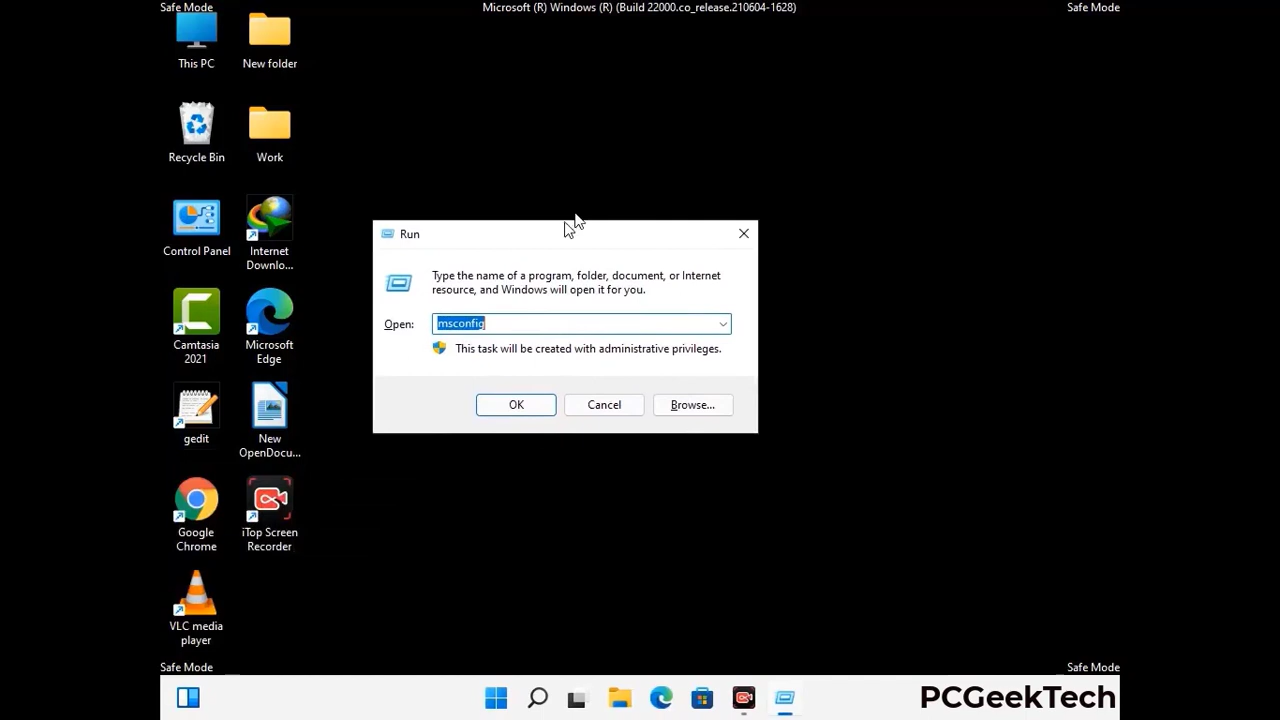 Safe Mode
Microsoft (R) Windows (R) (Build 22000.co_release.210604-1628)
Safe Mode
This PC
New folder
Recycle Bin
Work
Control Panel
Internet
Downlo...
Camtasia
2021
Microsoft
Edge
gedit
New
OpenDocu...
Google
Chrome
iTop Screen
Recorder
VLC media
player
Run
Type the name of a program, folder, document, or Internet
resource, and Windows will open it for you.
Open:
msconfig
This task will be created with administrative privileges.
OK
Cancel
Browse...
Safe Mode
Safe Mode
PCGeekTech